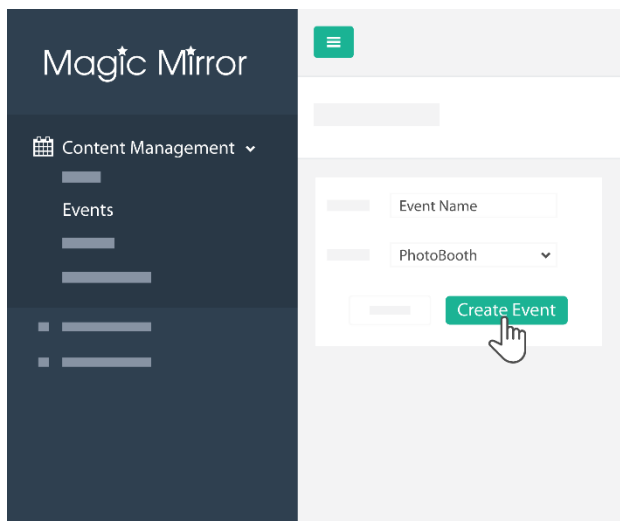 Magic Mirror
Content Management
Events
Event Name
PhotoBooth
Create Event